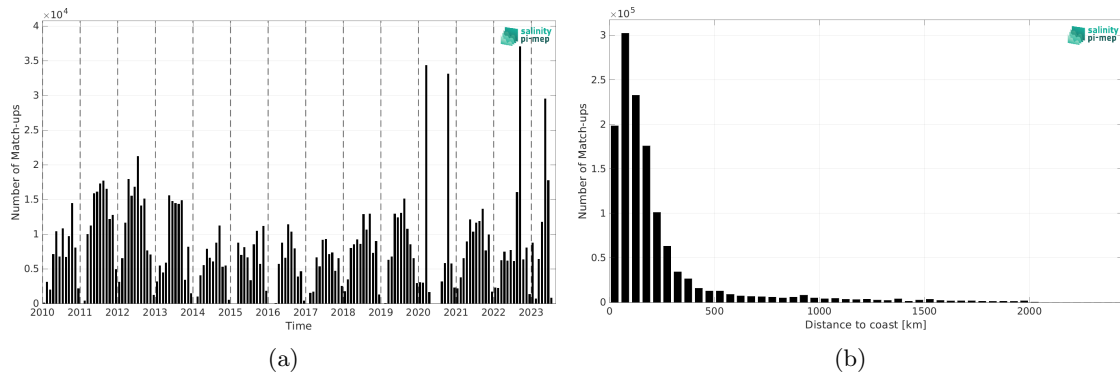 ×10⁴
4
3.5
3
2.5
2
1.5
1
0.5
0
Number of Match-ups
2010 2011 2012 2013 2014 2015 2016 2017 2018 2019 2020 2021 2022 2023
Time
salinity
pi-mep
(a)
×10⁵
3
2.5
2
1.5
1
0.5
0
Number of Match-ups
0 500 1000 1500 2000
Distance to coast [km]
salinity
pi-mep
(b)